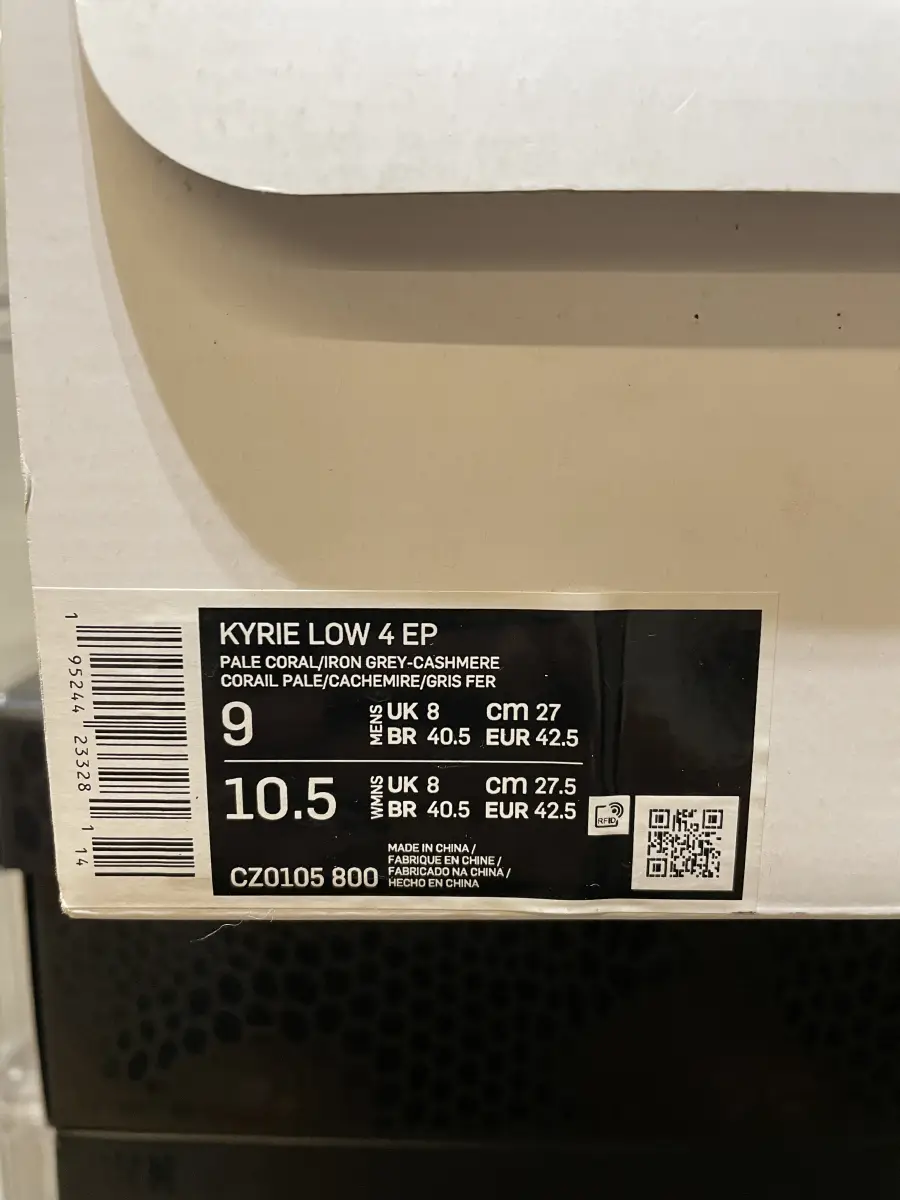 KYRIE LOW 4 EP
PALE CORAL/IRON GREY-CASHMERE
CORAIL PALE/CACHEMIRE/GRIS FER
9 MENS UK 8 cm 27
BR 40.5 EUR 42.5
10.5 WMNS UK 8 cm 27.5
BR 40.5 EUR 42.5
RFID
CZ0105 800
MADE IN CHINA /
FABRIQUE EN CHINE /
FABRICADO NA CHINA /
HECHO EN CHINA
1 95244 23328 1 14